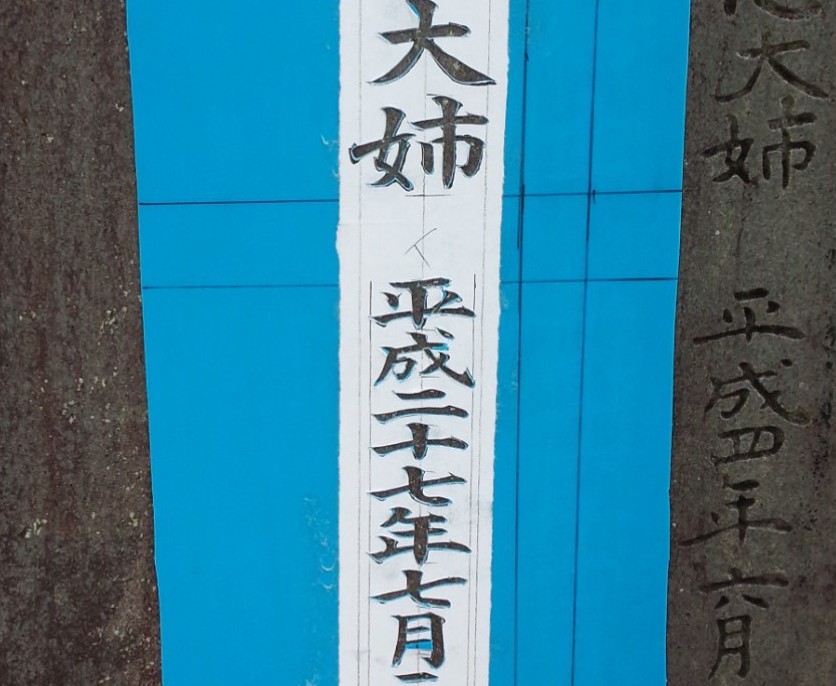 大姉 平成四年六月
大姉 平成二十七年七月